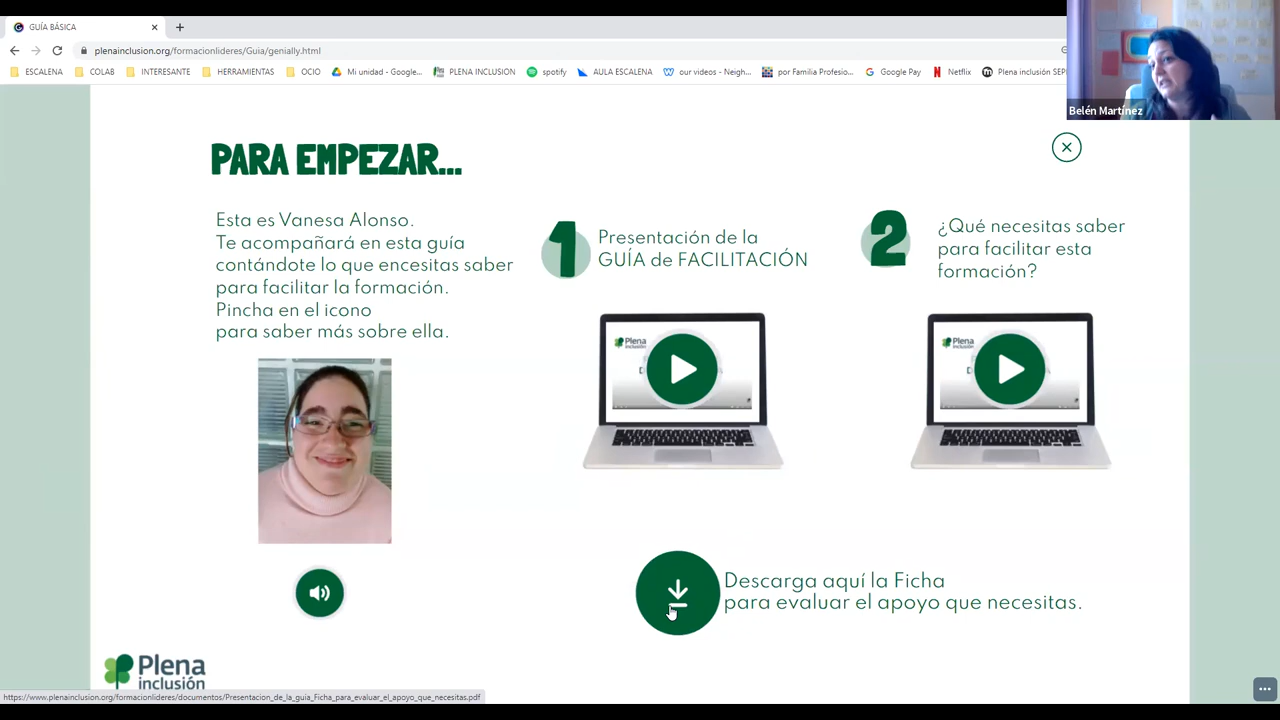 GUÍA BÁSICA
plenainclusion.org/formacionlideres/Guia/genially.html
ESCALENA
COLAB
INTERESANTE
HERRAMIENTAS
OCIO
Mi unidad - Google...
PLENA INCLUSION
spotify
AULA ESCALENA
our videos - Neigh...
por Familia Profesio...
Google Pay
Netflix
Plena inclusión SEP
Belén Martínez
PARA EMPEZAR...
Esta es Vanesa Alonso.
Te acompañará en esta guía
contándote lo que encesitas saber
para facilitar la formación.
Pincha en el icono
para saber más sobre ella.
1
Presentación de la
GUÍA de FACILITACIÓN
2
¿Qué necesitas saber
para facilitar esta
formación?
Plena
inclusión
Plena
inclusión
Descarga aquí la Ficha
para evaluar el apoyo que necesitas.
Plena
inclusión
https://www.plenainclusion.org/formacionlideres/documentos/Presentacion_de_la_guia_Ficha_para_evaluar_el_apoyo_que_necesitas.pdf